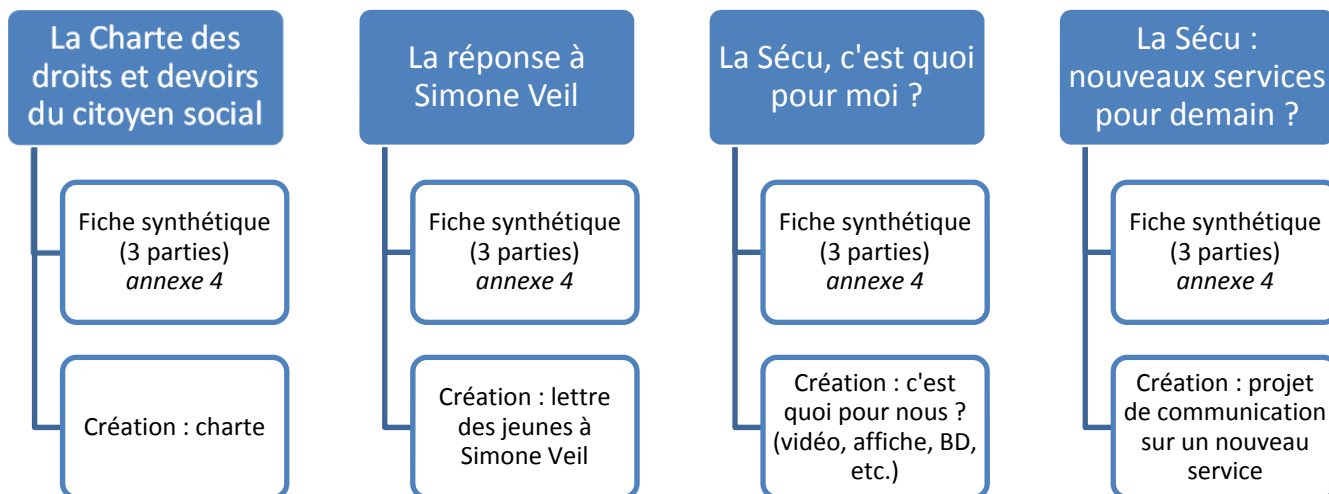 La Charte des
droits et devoirs
du citoyen social
Fiche synthétique
(3 parties)
annexe 4
Création : charte
La réponse à
Simone Veil
Fiche synthétique
(3 parties)
annexe 4
Création : lettre
des jeunes à
Simone Veil
La Sécu, c'est quoi
pour moi ?
Fiche synthétique
(3 parties)
annexe 4
Création : c'est
quoi pour nous ?
(vidéo, affiche, BD,
etc.)
La Sécu :
nouveaux services
pour demain ?
Fiche synthétique
(3 parties)
annexe 4
Création : projet
de communication
sur un nouveau
service